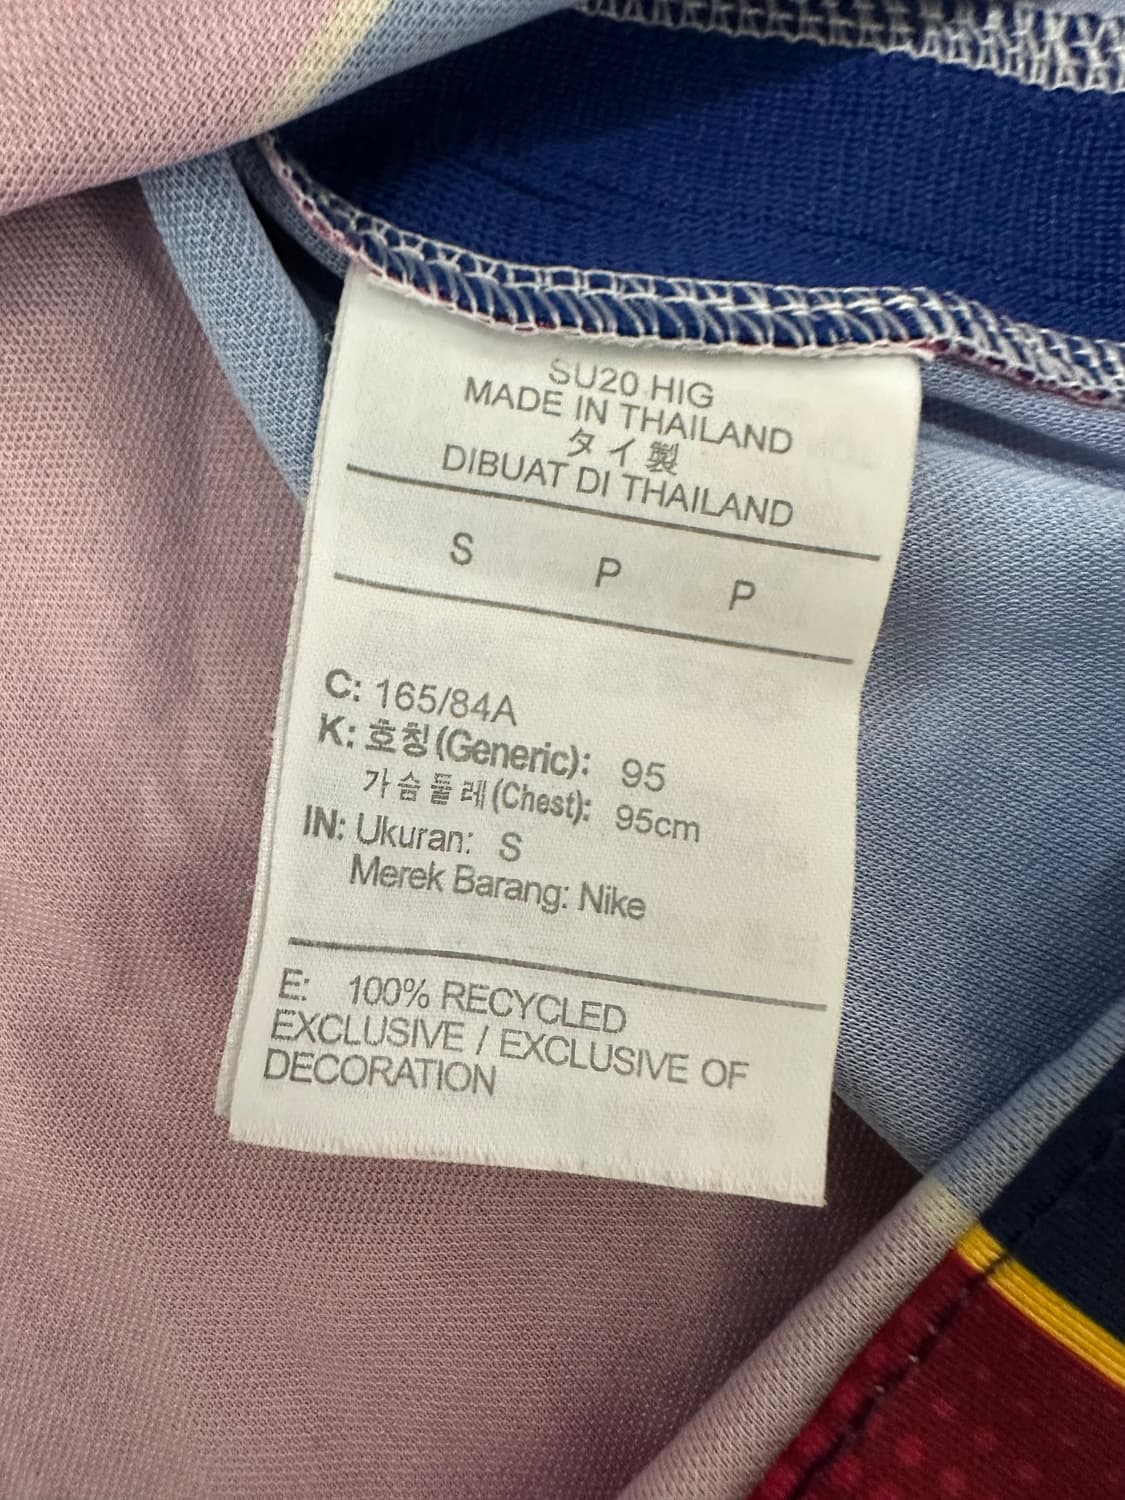 SU20 HIG
MADE IN THAILAND
タイ製
DIBUAT DI THAILAND
S P P
C: 165/84A
K: 호칭(Generic): 95
가슴둘레(Chest): 95cm
IN: Ukuran: S
Merek Barang: Nike
E: 100% RECYCLED
EXCLUSIVE / EXCLUSIVE OF
DECORATION